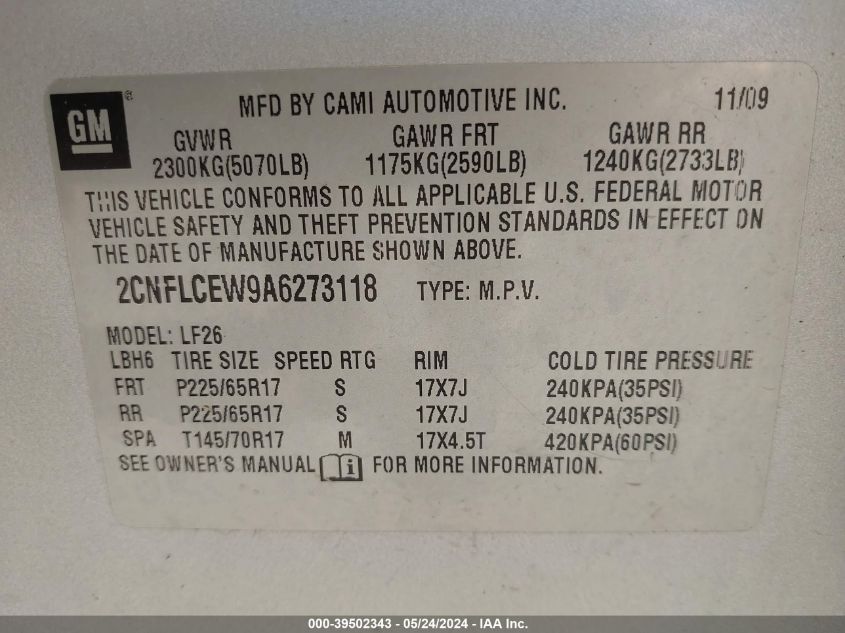 GM ®
MFD BY CAMI AUTOMOTIVE INC. 11/09
GVWR GAWR FRT GAWR RR
2300KG(5070LB) 1175KG(2590LB) 1240KG(2733LB)
THIS VEHICLE CONFORMS TO ALL APPLICABLE U.S. FEDERAL MOTOR
VEHICLE SAFETY AND THEFT PREVENTION STANDARDS IN EFFECT ON
THE DATE OF MANUFACTURE SHOWN ABOVE.
2CNFLCEW9A6273118 TYPE: M.P.V.
MODEL: LF26
LBH6 TIRE SIZE SPEED RTG RIM COLD TIRE PRESSURE
FRT P225/65R17 S 17X7J 240KPA(35PSI)
RR P225/65R17 S 17X7J 240KPA(35PSI)
SPA T145/70R17 M 17X4.5T 420KPA(60PSI)
SEE OWNER'S MANUAL i FOR MORE INFORMATION.
000-39502343 - 05/24/2024 - IAA Inc.